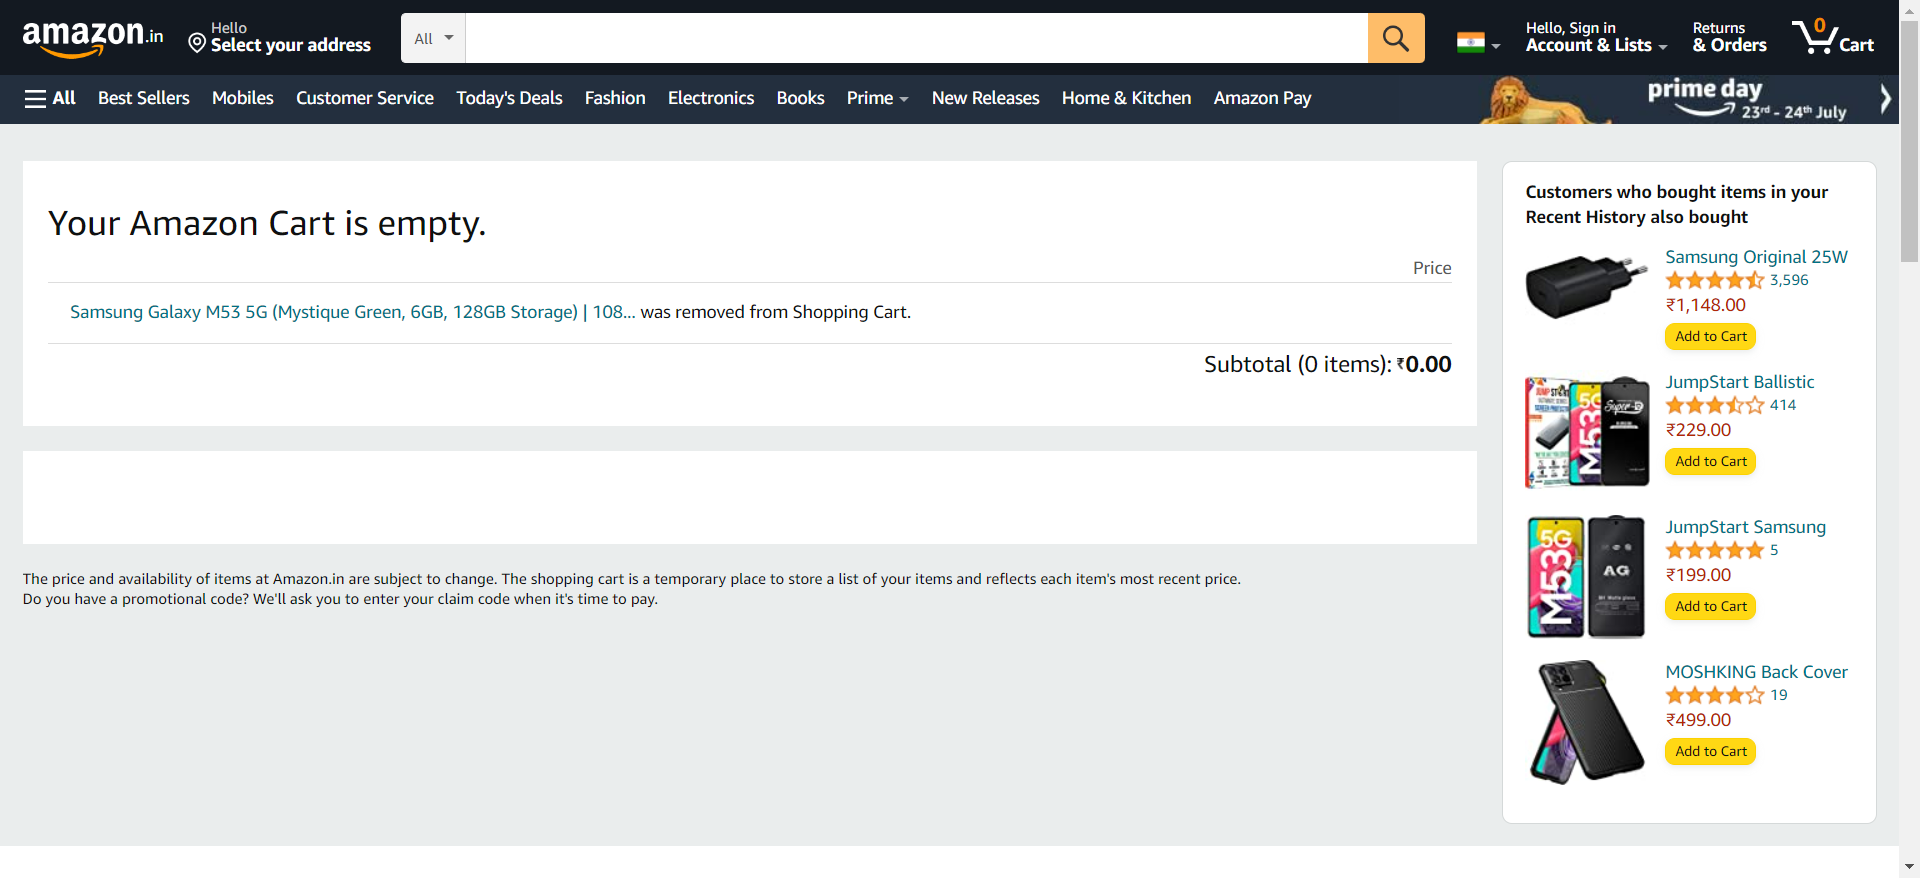 amazon.in
Hello
Select your address
All
Hello, Sign in
Account & Lists
Returns
& Orders
0
Cart
All
Best Sellers
Mobiles
Customer Service
Today's Deals
Fashion
Electronics
Books
Prime
New Releases
Home & Kitchen
Amazon Pay
prime day
23rd - 24th July
Your Amazon Cart is empty.
Price
Samsung Galaxy M53 5G (Mystique Green, 6GB, 128GB Storage) | 108... was removed from Shopping Cart.
Subtotal (0 items): ₹0.00
The price and availability of items at Amazon.in are subject to change. The shopping cart is a temporary place to store a list of your items and reflects each item's most recent price.
Do you have a promotional code? We'll ask you to enter your claim code when it's time to pay.
Customers who bought items in your
Recent History also bought
Samsung Original 25W
3,596
₹1,148.00
Add to Cart
JUMP START
5G
M53
Super-D
JumpStart Ballistic
414
₹229.00
Add to Cart
5G
M53
AG
JumpStart Samsung
5
₹199.00
Add to Cart
MOSHKING Back Cover
19
₹499.00
Add to Cart